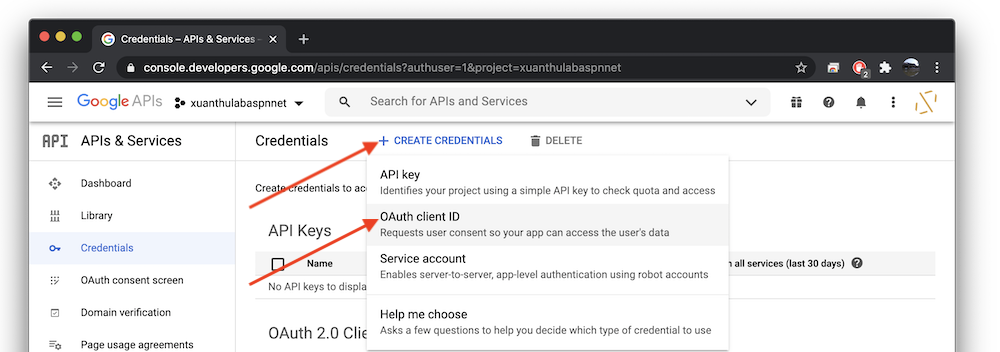 Credentials – APIs & Services –
console.developers.google.com/apis/credentials?authuser=1&project=xuanthulabaspnnet
2
Google APIs
xuanthulabaspnnet
Search for APIs and Services
API
APIs & Services
Credentials
CREATE CREDENTIALS
DELETE
Dashboard
Library
Credentials
OAuth consent screen
Domain verification
Page usage agreements
Create credentials to acc
API key
Identifies your project using a simple API key to check quota and access
OAuth client ID
Requests user consent so your app can access the user's data
Service account
Enables server-to-server, app-level authentication using robot accounts
Help me choose
Asks a few questions to help you decide which type of credential to use
API Keys
Name
all services (last 30 days)
No API keys to displa
OAuth 2.0 Clie